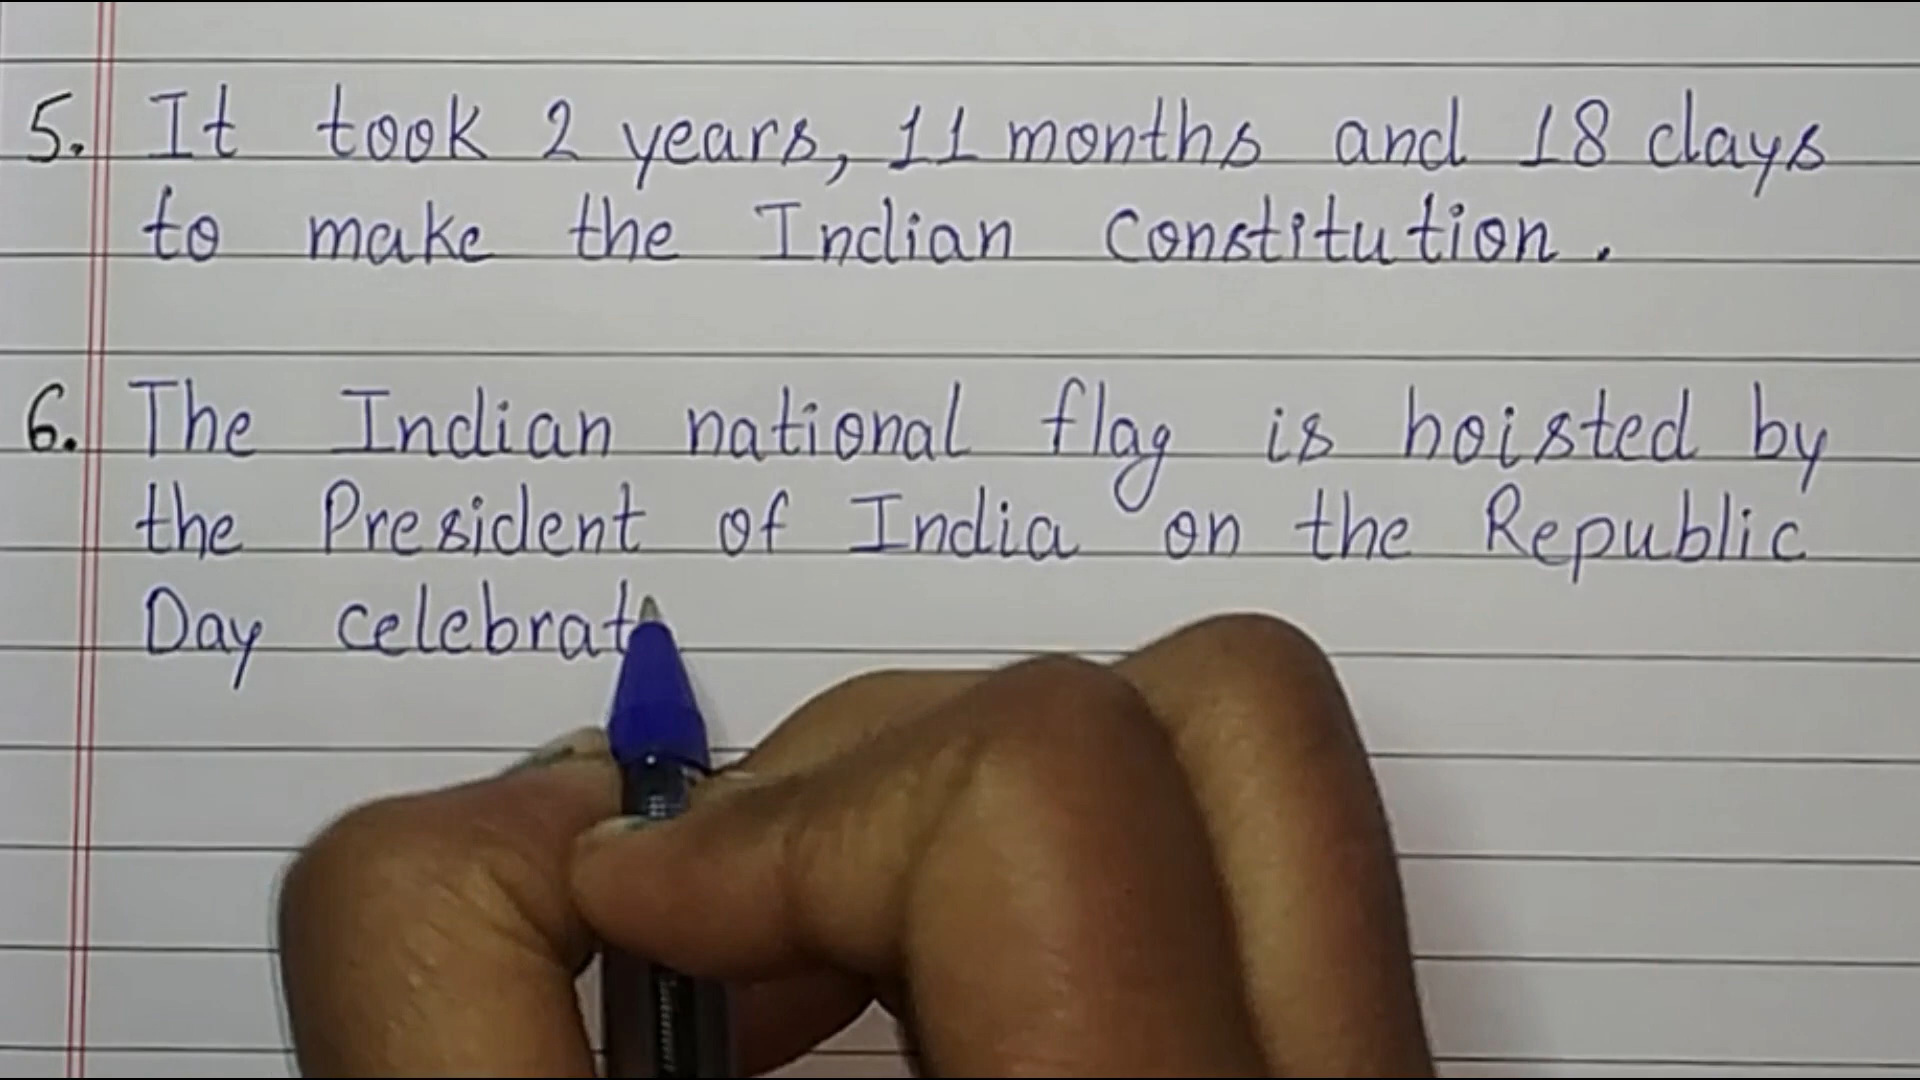 5. It took 2 years, 11 months and 18 days
to make the Indian Constitution.
6. The Indian national flag is hoisted by
the President of India on the Republic
Day celebrat